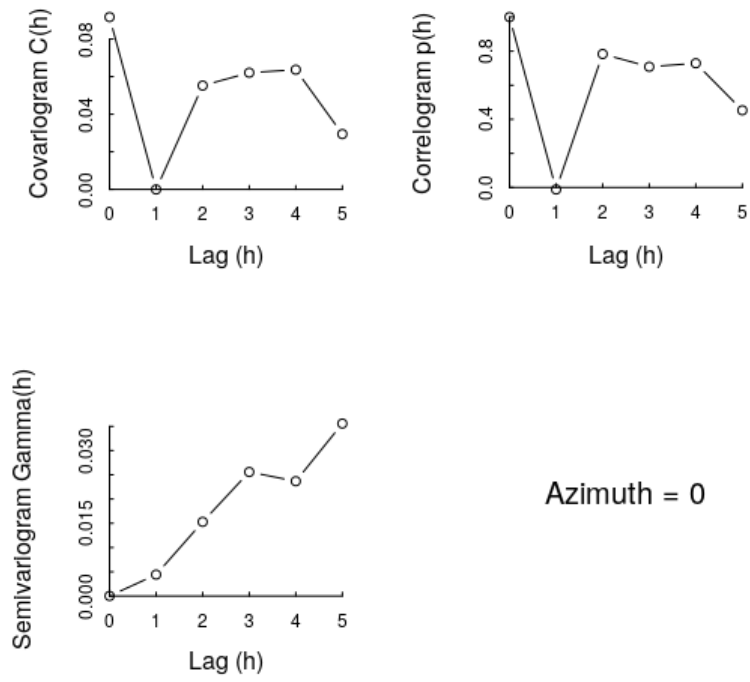 Covariogram C(h)
0.08
0.04
0.00
0 1 2 3 4 5
Lag (h)
Correlogram p(h)
0.8
0.4
0.0
0 1 2 3 4 5
Lag (h)
Semivariogram Gamma(h)
0.030
0.015
0.000
0 1 2 3 4 5
Lag (h)
Azimuth = 0